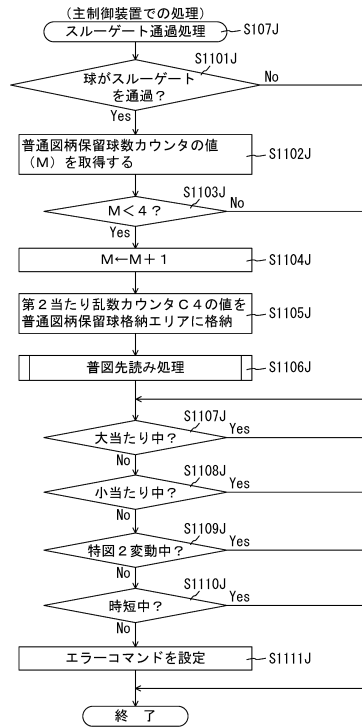 (主制御装置での処理)
スルーゲート通過処理
S107J
球がスルーゲート
を通過?
S1101J
No
Yes
普通図柄保留球数カウンタの値
(M)を取得する
S1102J
M<4?
S1103J
No
Yes
M←M+1
S1104J
第2当たり乱数カウンタC4の値を
普通図柄保留球格納エリアに格納
S1105J
普図先読み処理
S1106J
大当たり中?
S1107J
Yes
No
小当たり中?
S1108J
Yes
No
特図2変動中?
S1109J
Yes
No
時短中?
S1110J
Yes
No
エラーコマンドを設定
S1111J
終 了